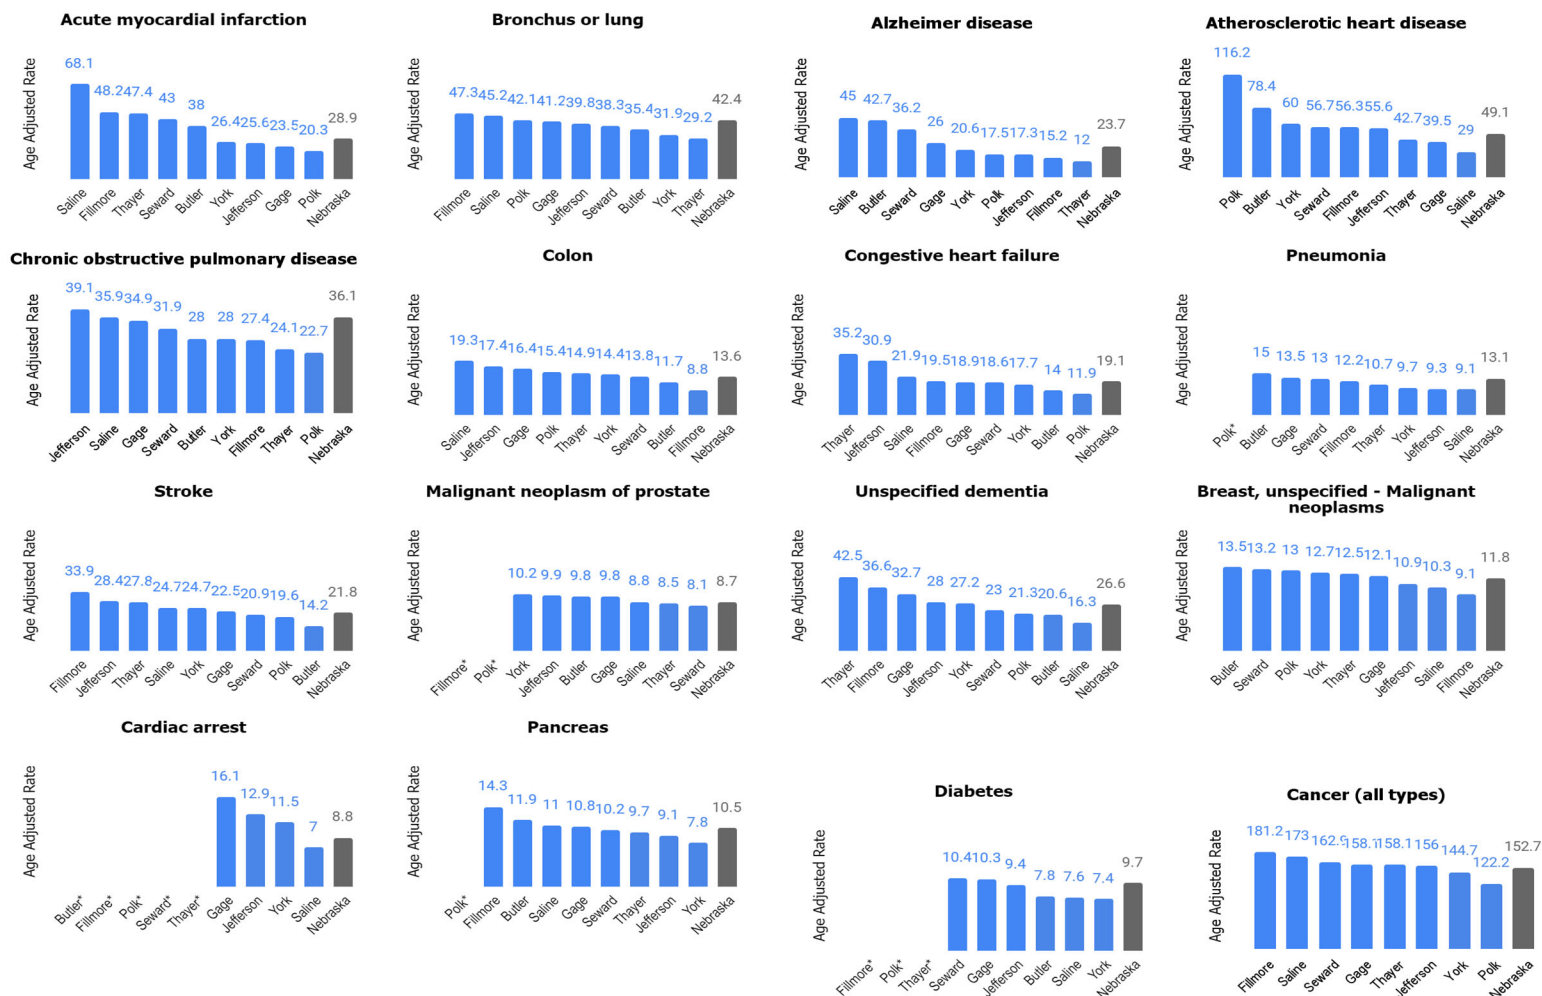 Acute myocardial infarction
Age Adjusted Rate
68.1 48.2 47.4 43 38 26.4 25.6 23.5 20.3 28.9
Saline Fillmore Thayer Seward Butler York Jefferson Gage Polk Nebraska
Bronchus or lung
Age Adjusted Rate
47.3 45.2 42.1 41.2 39.8 38.3 35.4 31.9 29.2 42.4
Fillmore Saline Polk Gage Jefferson Seward Butler York Thayer Nebraska
Alzheimer disease
Age Adjusted Rate
45 42.7 36.2 26 20.6 17.5 17.3 15.2 12 23.7
Saline Butler Seward Gage York Polk Jefferson Fillmore Thayer Nebraska
Atherosclerotic heart disease
Age Adjusted Rate
116.2 78.4 60 56.7 56.3 55.6 42.7 39.5 29 49.1
Polk Butler York Seward Fillmore Jefferson Thayer Gage Saline Nebraska
Chronic obstructive pulmonary disease
Age Adjusted Rate
39.1 35.9 34.9 31.9 28 28 27.4 24.1 22.7 36.1
Jefferson Saline Gage Seward Butler York Fillmore Thayer Polk Nebraska
Colon
Age Adjusted Rate
19.3 17.4 16.4 15.4 14.9 14.4 13.8 11.7 8.8 13.6
Saline Jefferson Gage Polk Thayer York Seward Butler Fillmore Nebraska
Congestive heart failure
Age Adjusted Rate
35.2 30.9 21.9 19.5 18.9 18.6 17.7 14 11.9 19.1
Thayer Jefferson Saline Fillmore Gage Seward York Butler Polk Nebraska
Pneumonia
Age Adjusted Rate
15 13.5 13 12.2 10.7 9.7 9.3 9.1 13.1
Polk* Butler Gage Seward Fillmore Thayer York Jefferson Saline Nebraska
Stroke
Age Adjusted Rate
33.9 28.4 27.8 24.7 24.7 22.5 20.9 19.6 14.2 21.8
Fillmore Jefferson Thayer Saline York Gage Seward Polk Butler Nebraska
Malignant neoplasm of prostate
Age Adjusted Rate
10.2 9.9 9.8 9.8 8.8 8.5 8.1 8.7
Fillmore* Polk* York Jefferson Butler Gage Saline Thayer Seward Nebraska
Unspecified dementia
Age Adjusted Rate
42.5 36.6 32.7 28 27.2 23 21.3 20.6 16.3 26.6
Thayer Fillmore Gage Jefferson York Seward Polk Butler Saline Nebraska
Breast, unspecified - Malignant
neoplasms
Age Adjusted Rate
13.5 13.2 13 12.7 12.5 12.1 10.9 10.3 9.1 11.8
Butler Seward Polk York Thayer Gage Jefferson Saline Fillmore Nebraska
Cardiac arrest
Age Adjusted Rate
16.1 12.9 11.5 7 8.8
Butler* Fillmore* Polk* Seward* Thayer* Gage Jefferson York Saline Nebraska
Pancreas
Age Adjusted Rate
14.3 11.9 11 10.8 10.2 9.7 9.1 7.8 10.5
Polk* Fillmore Butler Saline Gage Seward Thayer Jefferson York Nebraska
Diabetes
Age Adjusted Rate
10.4 10.3 9.4 7.8 7.6 7.4 9.7
Fillmore* Polk* Thayer* Seward Gage Jefferson Butler Saline York Nebraska
Cancer (all types)
Age Adjusted Rate
181.2 173 162.9 158.1 156 144.7 122.2 152.7
Fillmore Saline Seward Gage Thayer Jefferson York Polk Nebraska